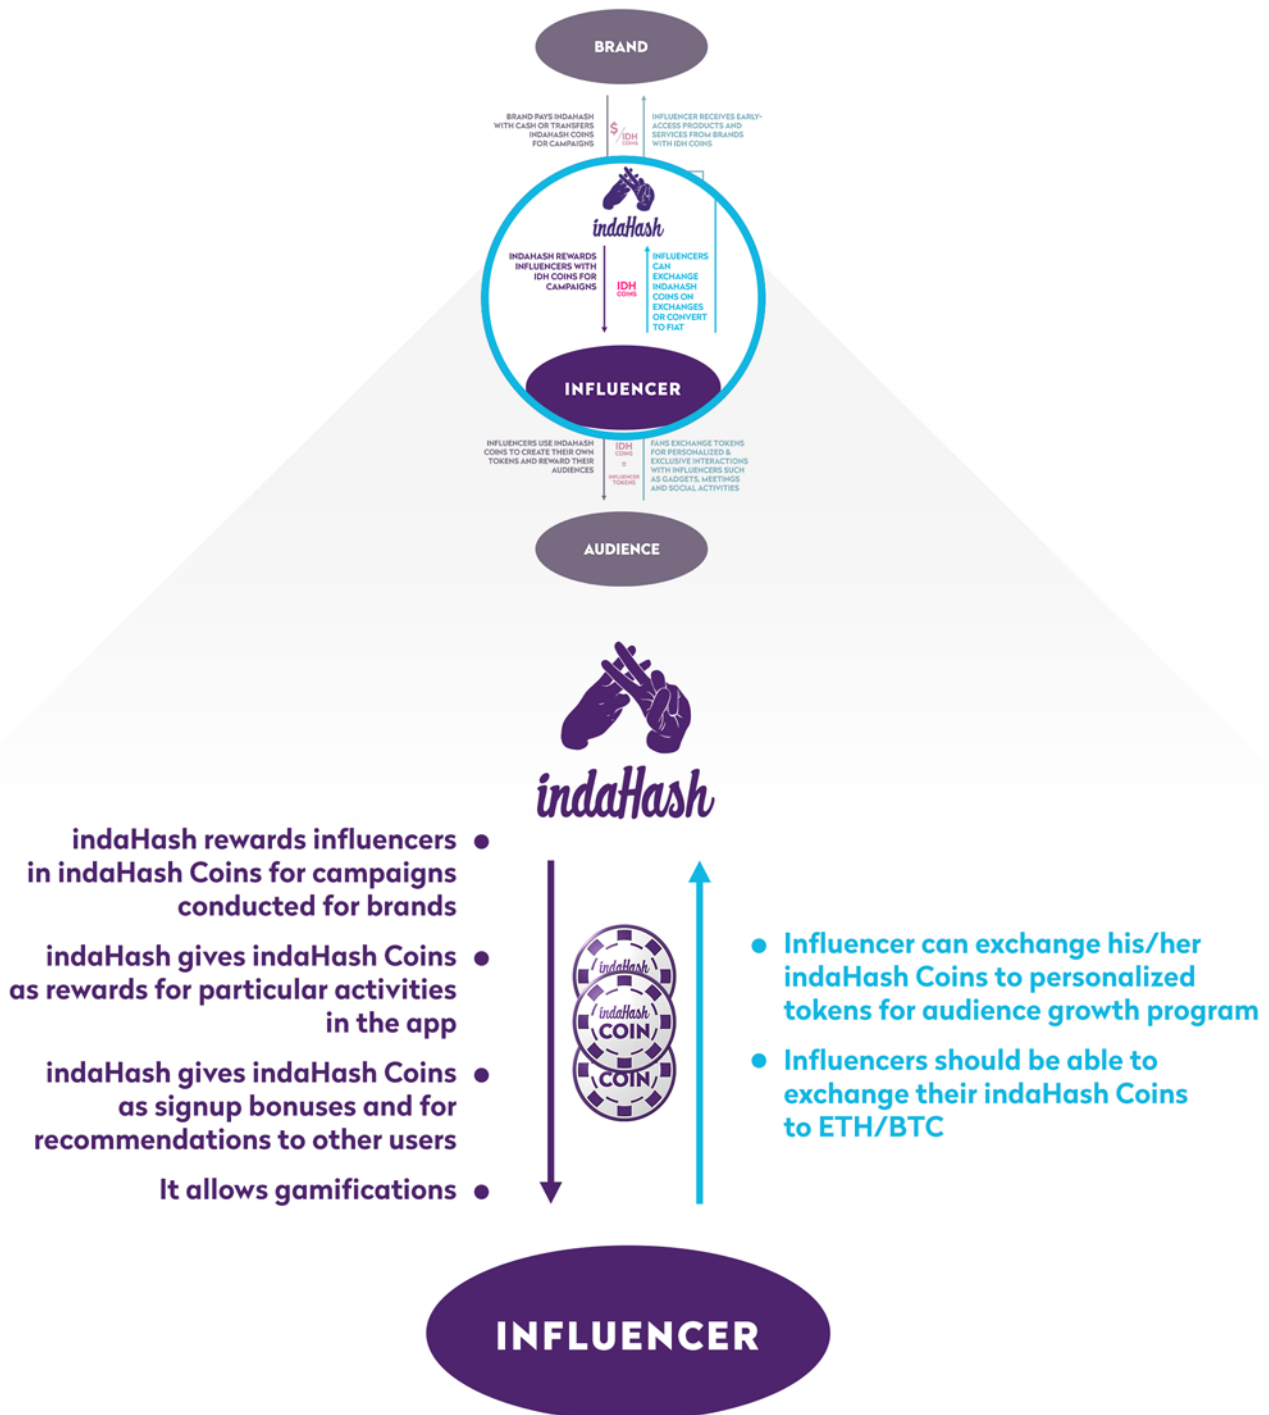 BRAND
BRAND PAYS INDAHASH
WITH CASH OR TRANSFERS
INDAHASH COINS
FOR CAMPAIGNS
$/IDH
COINS
INFLUENCER RECEIVES EARLY-
ACCESS PRODUCTS AND
SERVICES FROM BRANDS
WITH IDH COINS
indaHash
INDAHASH REWARDS
INFLUENCERS WITH
IDH COINS FOR
CAMPAIGNS
IDH
COINS
INFLUENCERS
CAN
EXCHANGE
INDAHASH
COINS ON
EXCHANGES
OR CONVERT
TO FIAT
INFLUENCER
INFLUENCERS USE INDAHASH
COINS TO CREATE THEIR OWN
TOKENS AND REWARD THEIR
AUDIENCES
IDH
COINS
=
INFLUENCER
TOKENS
FANS EXCHANGE TOKENS
FOR PERSONALIZED &
EXCLUSIVE INTERACTIONS
WITH INFLUENCERS SUCH
AS GADGETS, MEETINGS
AND SOCIAL ACTIVITIES
AUDIENCE
indaHash
indaHash rewards influencers
in indaHash Coins for campaigns
conducted for brands
indaHash gives indaHash Coins
as rewards for particular activities
in the app
indaHash gives indaHash Coins
as signup bonuses and for
recommendations to other users
It allows gamifications
indaHash
indaHash
COIN
COIN
Influencer can exchange his/her
indaHash Coins to personalized
tokens for audience growth program
Influencers should be able to
exchange their indaHash Coins
to ETH/BTC
INFLUENCER